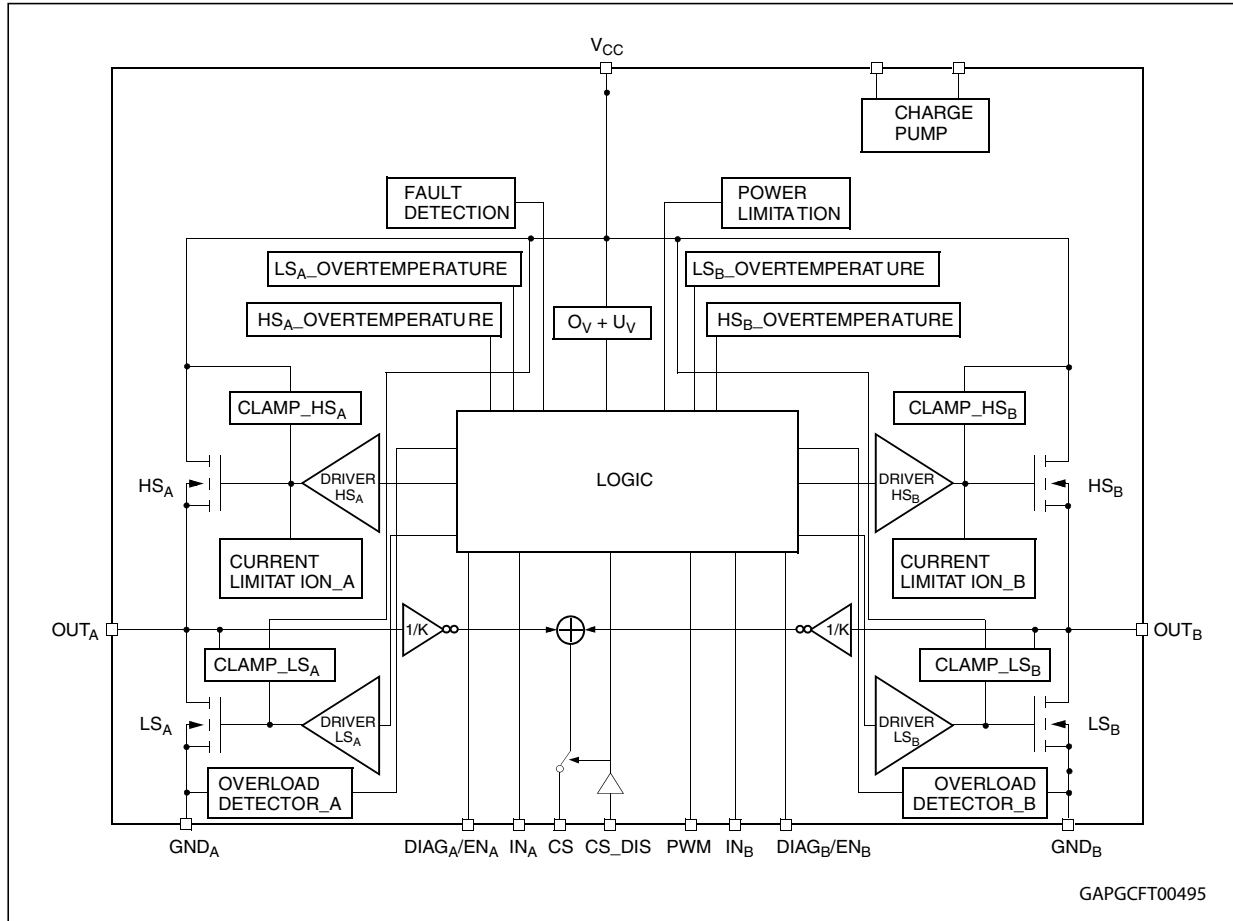 VCC
CHARGE
PUMP
FAULT
DETECTION
POWER
LIMITATION
LSA_OVERTEMPERATURE
LSB_OVERTEMPERATURE
HSA_OVERTEMPERATURE
OV + UV
HSB_OVERTEMPERATURE
CLAMP_HSA
CLAMP_HSB
HSA
DRIVER
HSA
LOGIC
DRIVER
HSB
HSB
CURRENT
LIMITATION_A
CURRENT
LIMITATION_B
OUTA
1/K
1/K
OUTB
CLAMP_LSA
CLAMP_LSB
LSA
DRIVER
LSA
DRIVER
LSB
LSB
OVERLOAD
DETECTOR_A
OVERLOAD
DETECTOR_B
GNDA
DIAGA/ENA
INA
CS
CS_DIS
PWM
INB
DIAGB/ENB
GNDB
GAPGCFT00495